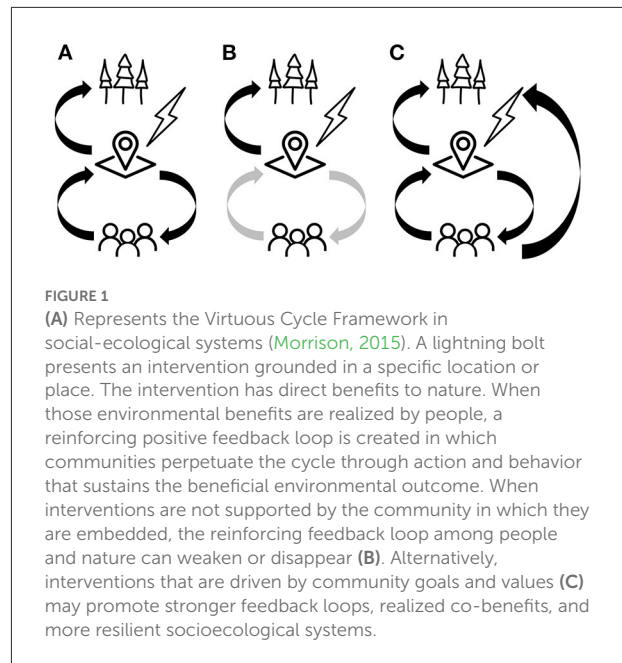 A B C
FIGURE 1
(A) Represents the Virtuous Cycle Framework in
social-ecological systems (Morrison, 2015). A lightning bolt
presents an intervention grounded in a specific location or
place. The intervention has direct benefits to nature. When
those environmental benefits are realized by people, a
reinforcing positive feedback loop is created in which
communities perpetuate the cycle through action and behavior
that sustains the beneficial environmental outcome. When
interventions are not supported by the community in which they
are embedded, the reinforcing feedback loop among people
and nature can weaken or disappear (B). Alternatively,
interventions that are driven by community goals and values (C)
may promote stronger feedback loops, realized co-benefits, and
more resilient socioecological systems.